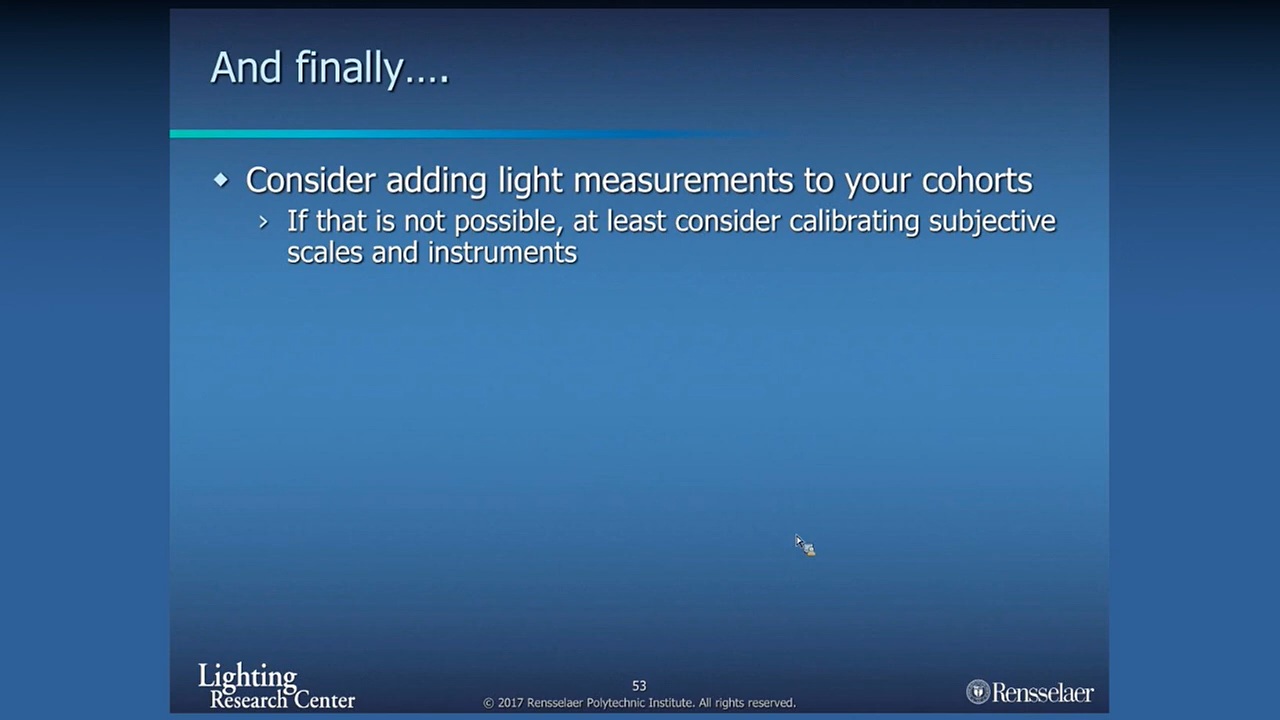 And finally....
Consider adding light measurements to your cohorts
If that is not possible, at least consider calibrating subjective
scales and instruments
Lighting
Research Center
53
© 2017 Rensselaer Polytechnic Institute. All rights reserved.
Rensselaer